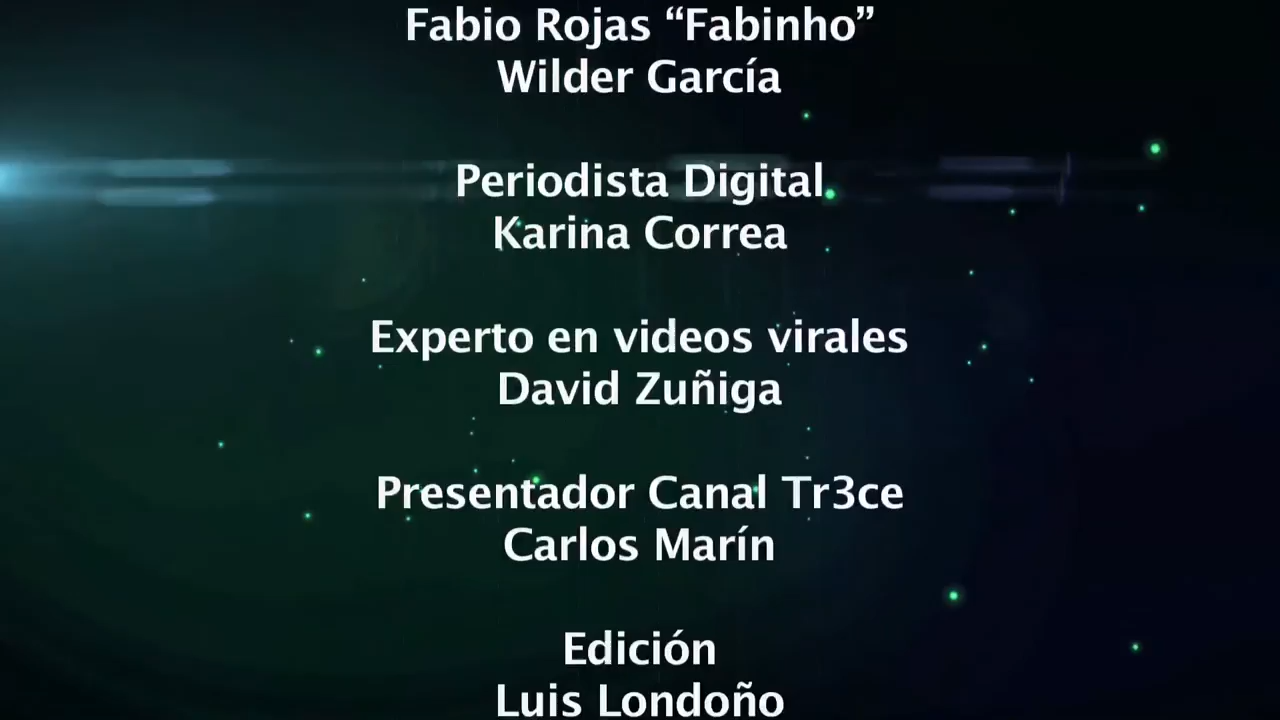 Fabio Rojas “Fabinho”
Wilder García
Periodista Digital
Karina Correa
Experto en videos virales
David Zuñiga
Presentador Canal Tr3ce
Carlos Marín
Edición
Luis Londoño